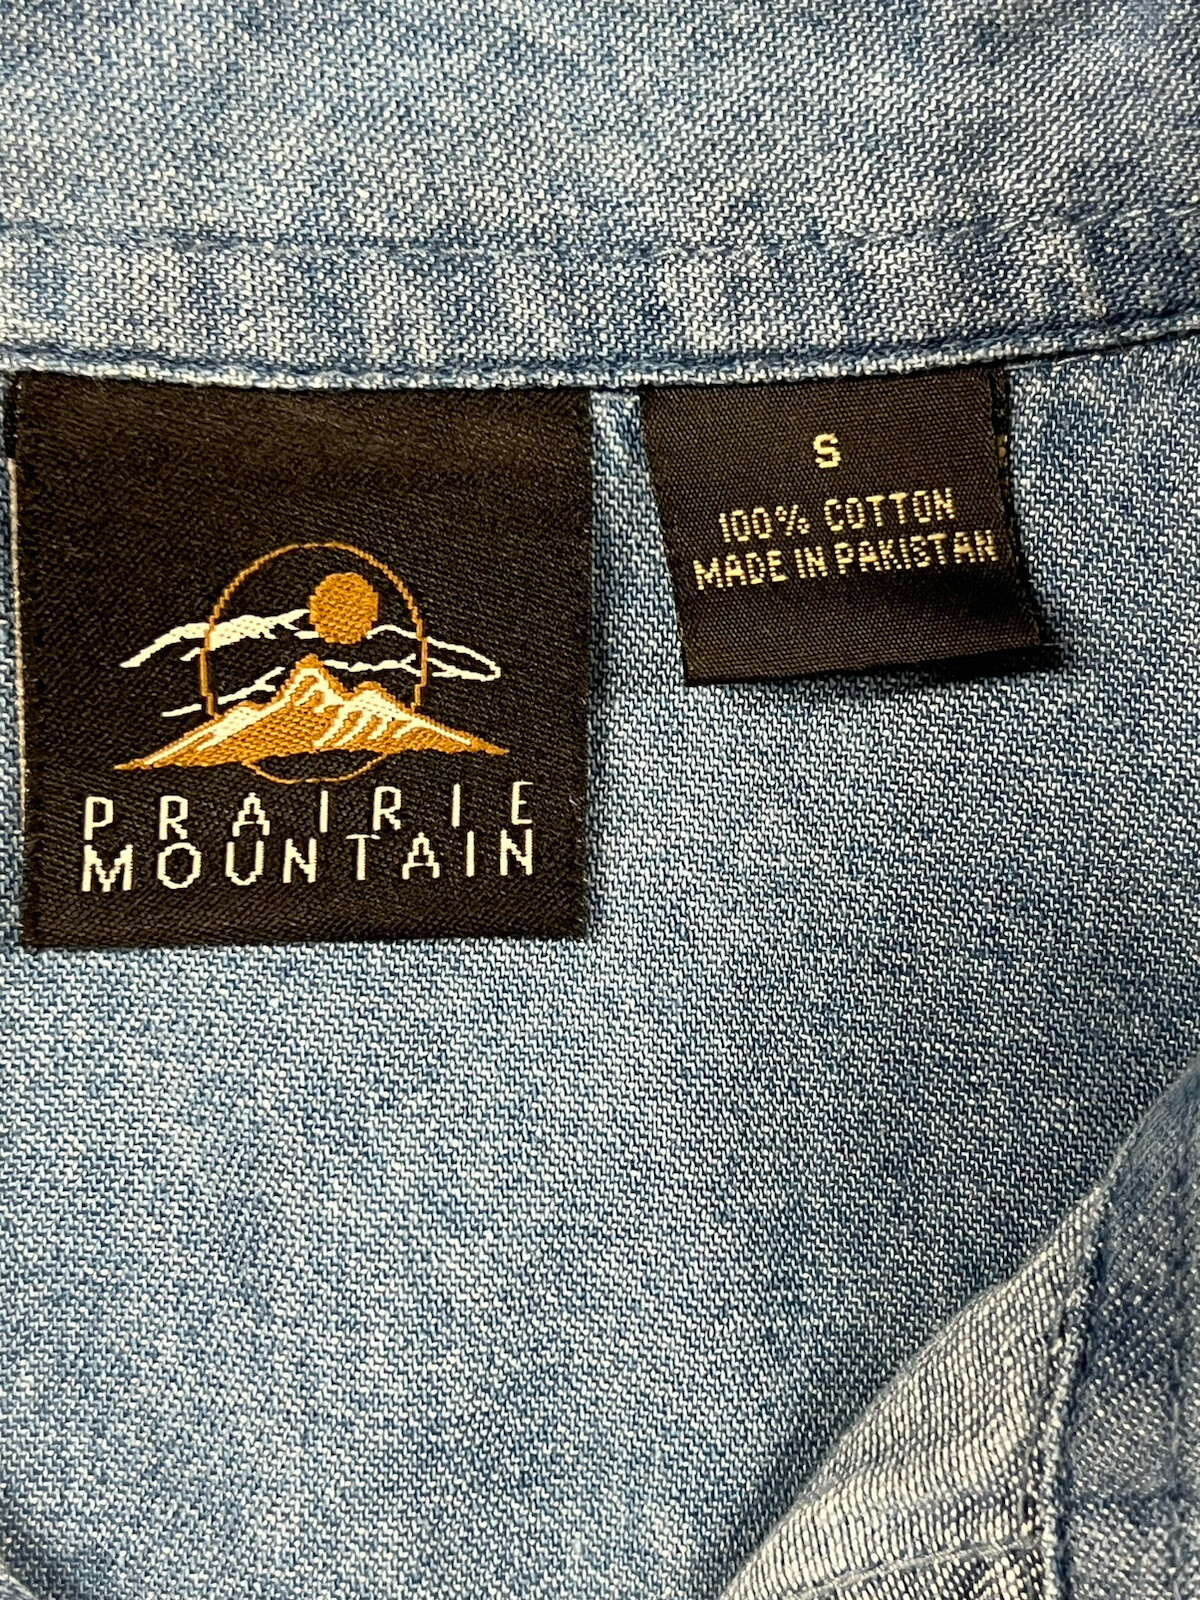 PRAIRIE
MOUNTAIN
S
100% COTTON
MADE IN PAKISTAN